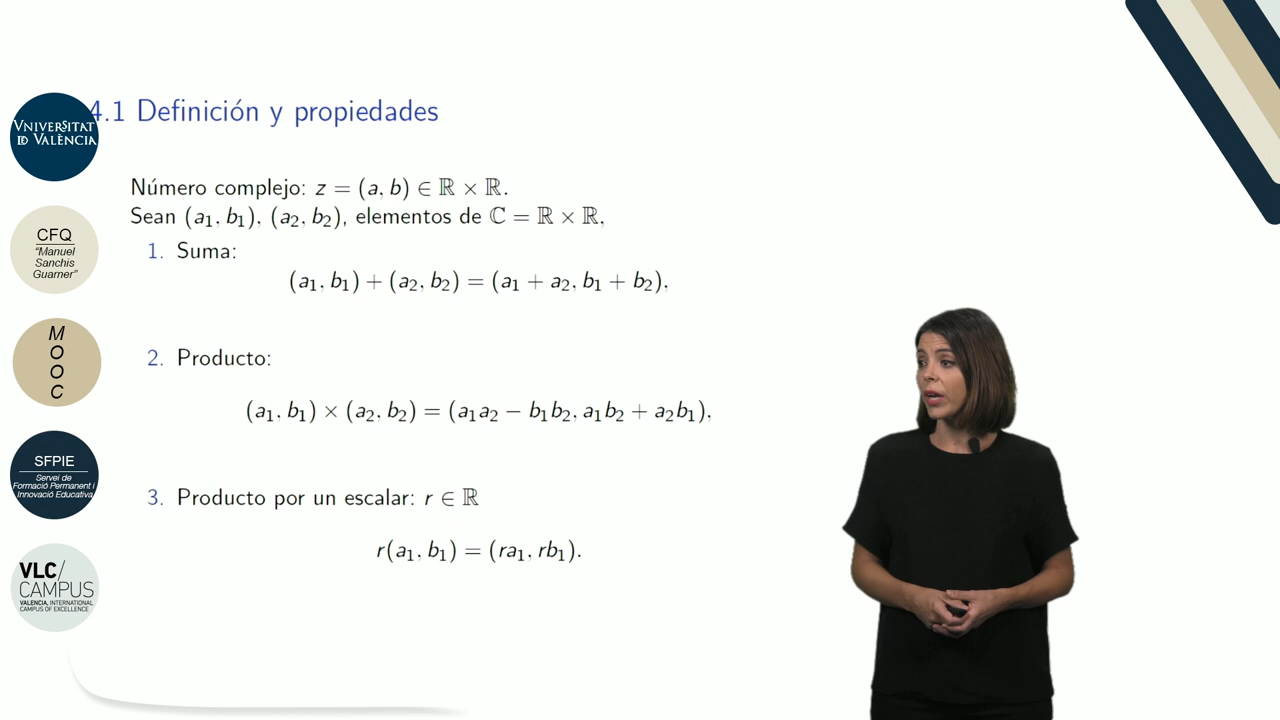 4.1 Definición y propiedades
Número complejo: z = (a, b) ∈ ℝ × ℝ.
Sean (a₁, b₁), (a₂, b₂), elementos de ℂ = ℝ × ℝ,
1. Suma:
(a₁, b₁) + (a₂, b₂) = (a₁ + a₂, b₁ + b₂),
2. Producto:
(a₁, b₁) × (a₂, b₂) = (a₁a₂ − b₁b₂, a₁b₂ + a₂b₁),
3. Producto por un escalar: r ∈ ℝ
r(a₁, b₁) = (ra₁, rb₁).
VNIVERSITAT
ID VALÈNCIA
CFQ
“Manuel
Sanchis
Guarner”
M
O
O
C
SFPIE
Servei de
Formació Permanent i
Innovació Educativa
VLC/
CAMPUS
VALENCIA, INTERNATIONAL
CAMPUS OF EXCELLENCE